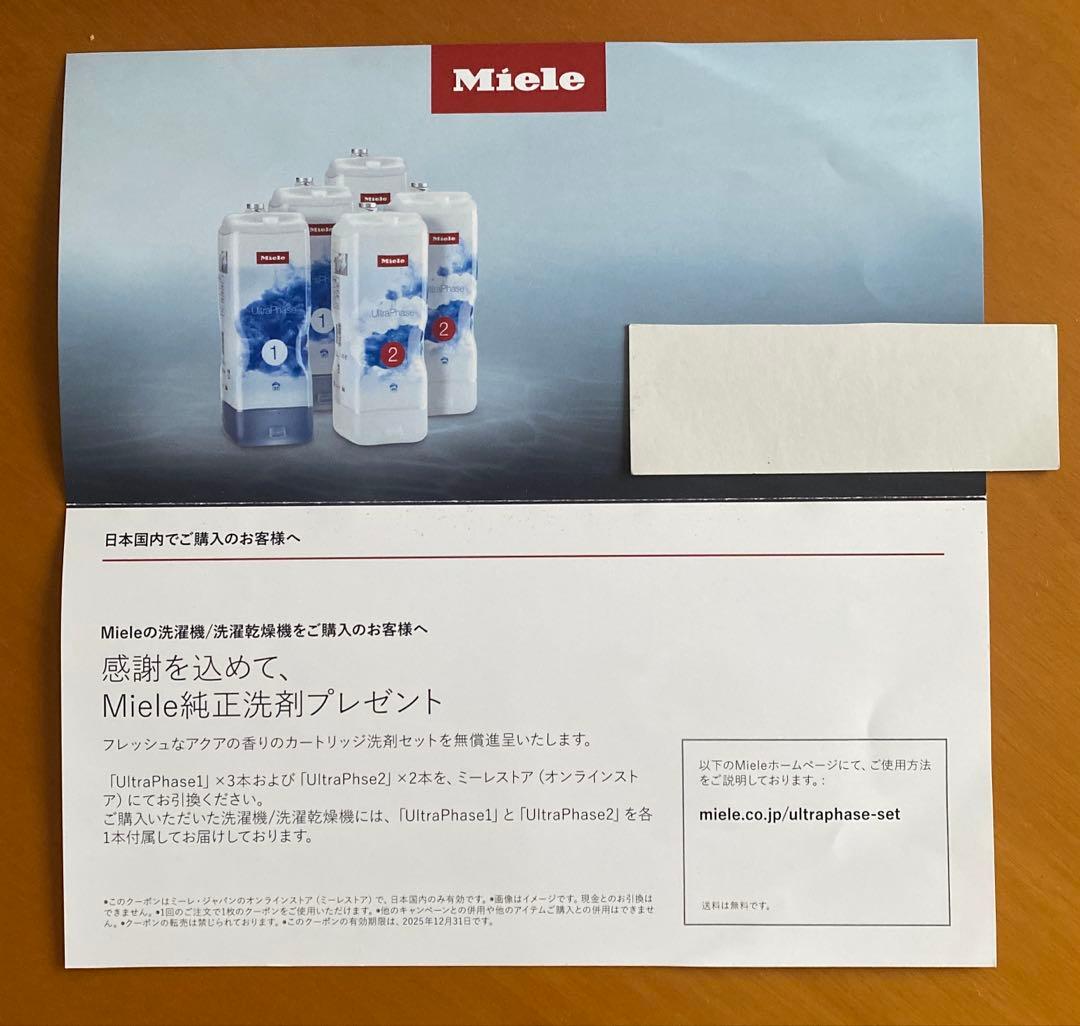 Miele
Miele
Miele
Miele
Miele
Miele
UltraPhase
UltraPhase
1
1
2
2
日本国内でご購入のお客様へ
Mieleの洗濯機/洗濯乾燥機をご購入のお客様へ
感謝を込めて、
Miele純正洗剤プレゼント
フレッシュなアクアの香りのカートリッジ洗剤セットを無償進呈いたします。
「UltraPhase1」×3本および「UltraPhse2」×2本を、ミーレストア（オンラインスト
ア）にてお引換ください。
ご購入いただいた洗濯機/洗濯乾燥機には、「UltraPhase1」と「UltraPhase2」を各
1本付属してお届けしております。
以下のMieleホームページにて、ご使用方法
をご説明しております。:
miele.co.jp/ultraphase-set
送料は無料です。
●このクーポンはミーレ・ジャパンのオンラインストア（ミーレストア）で、日本国内のみ有効です。●画像はイメージです。現金とのお引換は
できません。●1回のご注文で1枚のクーポンをご使用いただけます。●他のキャンペーンとの併用や他のアイテムご購入との併用はできませ
ん。●クーポンの転売は禁じられております。●このクーポンの有効期限は、2025年12月31日です。